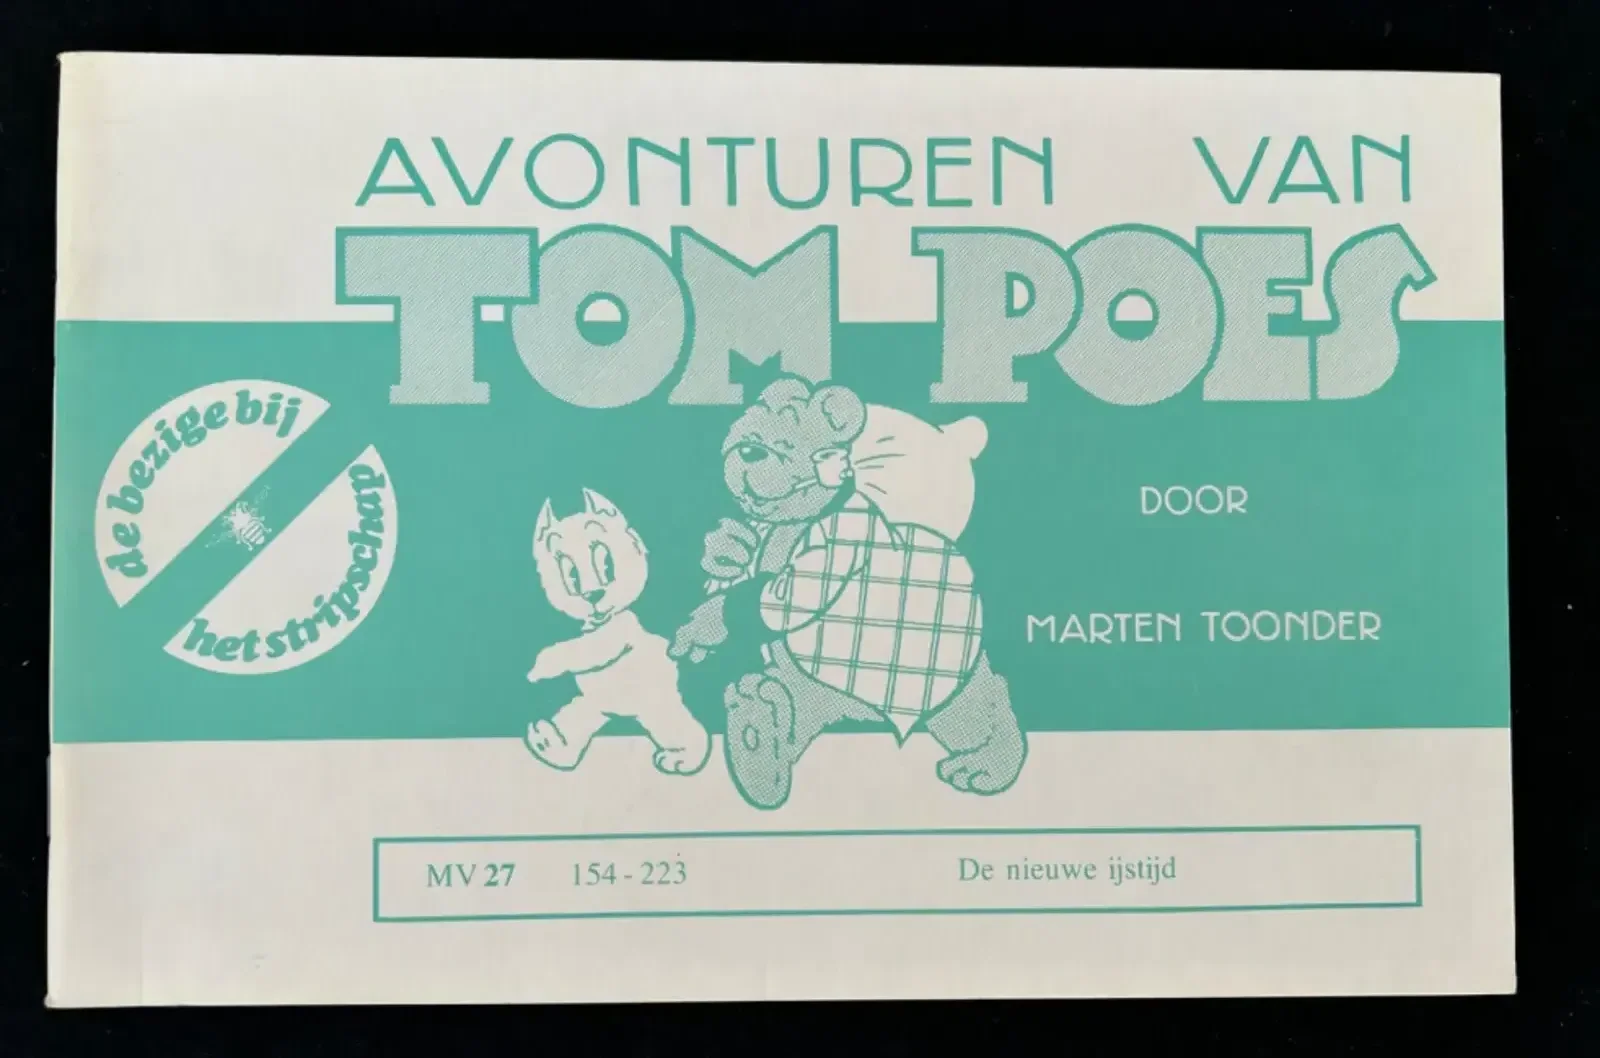 AVONTUREN VAN
TOM POES
de bezige bij
het stripschap
DOOR
MARTEN TOONDER
MV 27 154 - 223 De nieuwe ijstijd